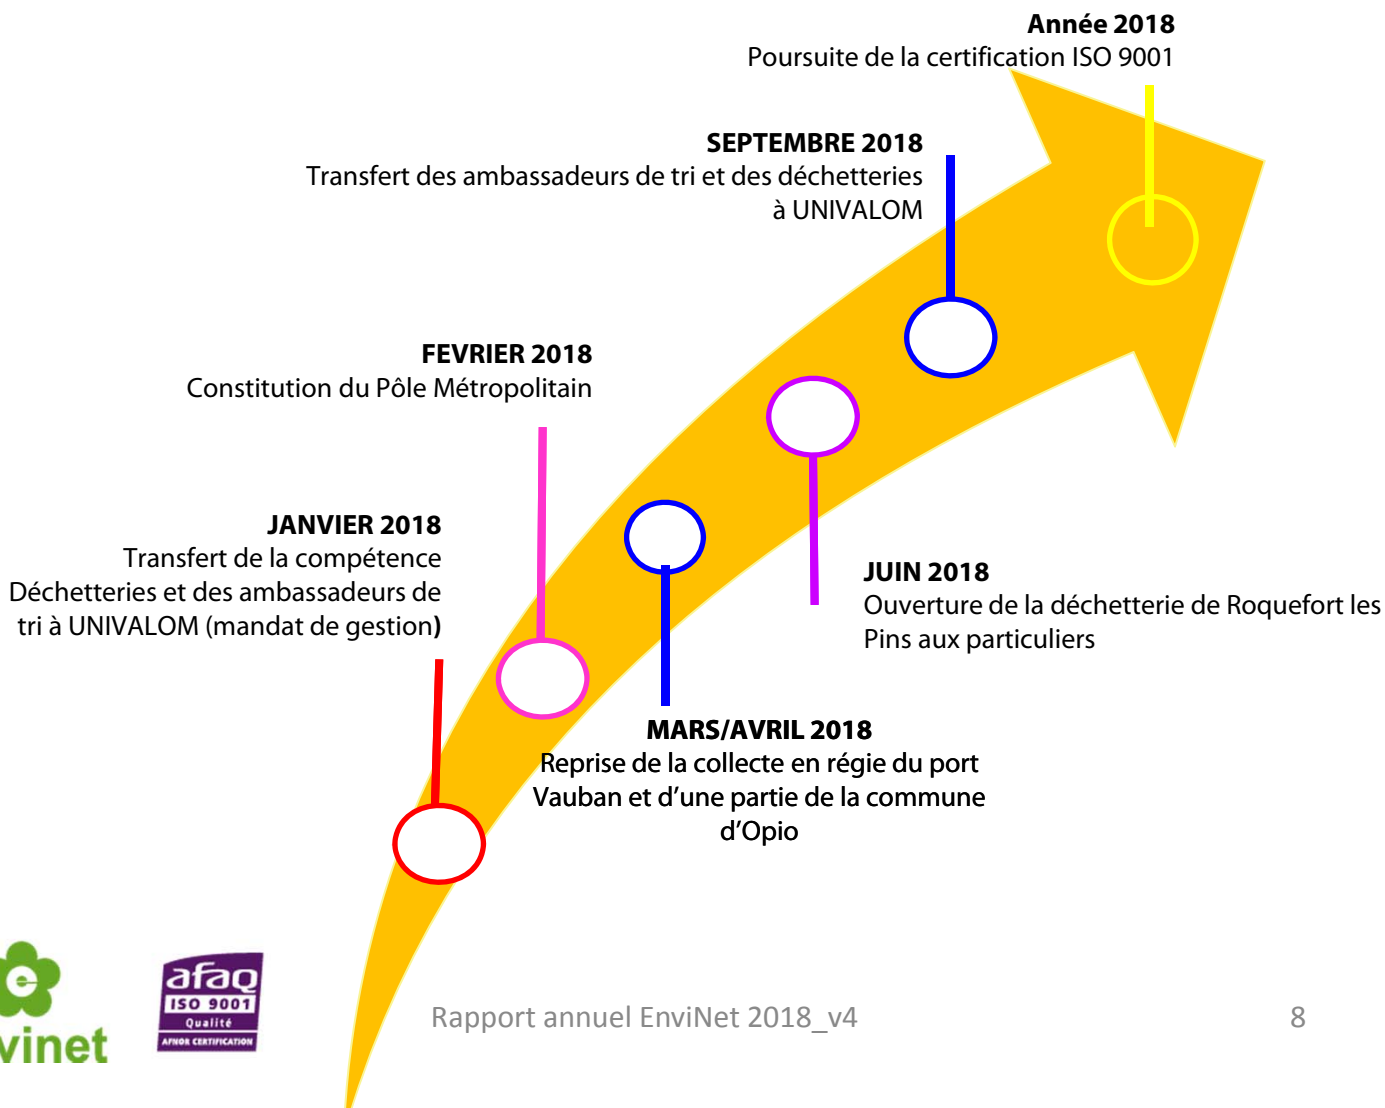 Année 2018
Poursuite de la certification ISO 9001
SEPTEMBRE 2018
Transfert des ambassadeurs de tri et des déchetteries
à UNIVALOM
FEVRIER 2018
Constitution du Pôle Métropolitain
JANVIER 2018
Transfert de la compétence
Déchetteries et des ambassadeurs de
tri à UNIVALOM (mandat de gestion)
JUIN 2018
Ouverture de la déchetterie de Roquefort les
Pins aux particuliers
MARS/AVRIL 2018
Reprise de la collecte en régie du port
Vauban et d'une partie de la commune
d'Opio
e
vinet
afaq
ISO 9001
Qualité
AFNOR CERTIFICATION
Rapport annuel EnviNet 2018_v4
8